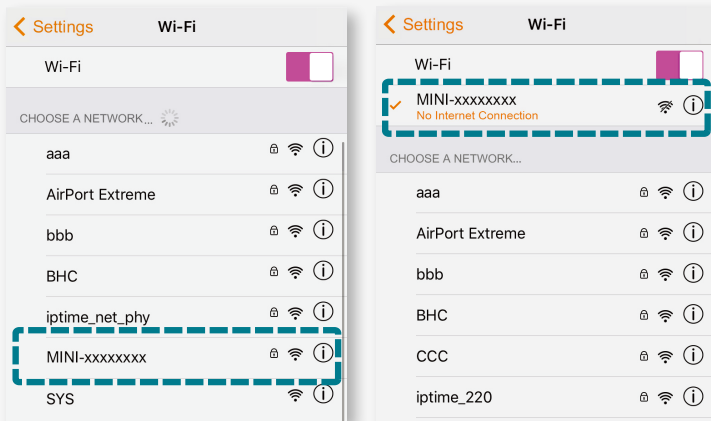 Settings Wi-Fi
Wi-Fi
CHOOSE A NETWORK...
aaa
AirPort Extreme
bbb
BHC
iptime_net_phy
MINI-xxxxxxxx
SYS
Settings Wi-Fi
Wi-Fi
MINI-xxxxxxxx
No Internet Connection
CHOOSE A NETWORK...
aaa
AirPort Extreme
bbb
BHC
CCC
iptime_220